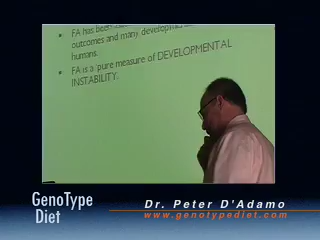 FA has been
outcomes and many
humans.
FA is a 'pure measure of DEVELOPMENTAL
INSTABILITY.
GenoType
Diet
Dr. Peter D'Adamo
www.genotypediet.com